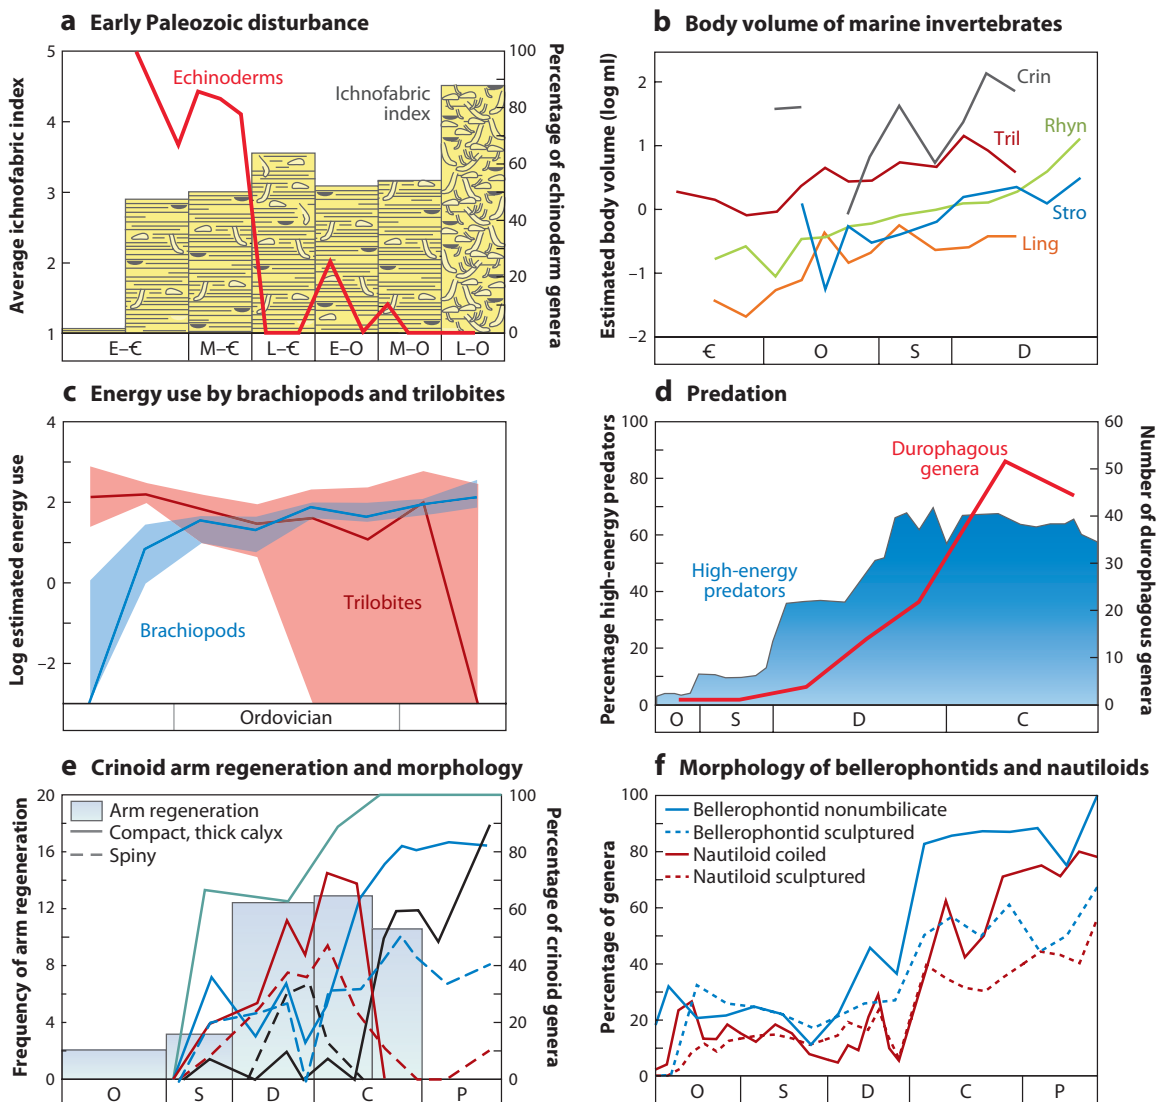 a Early Paleozoic disturbance
Average ichnofabric index
5
4
3
2
1
Echinoderms
Ichnofabric
index
100
80
60
40
20
0
Percentage of echinoderm genera
E–Є
M–Є
L–Є
E–O
M–O
L–O
b Body volume of marine invertebrates
Estimated body volume (log ml)
2
1
0
−1
−2
Crin
Tril
Rhyn
Stro
Ling
Є
O
S
D
c Energy use by brachiopods and trilobites
Log estimated energy use
4
2
0
−2
Trilobites
Brachiopods
Ordovician
d Predation
Percentage high-energy predators
100
80
60
40
20
0
Durophagous
genera
High-energy
predators
60
50
40
30
20
10
0
Number of durophagous genera
O
S
D
C
e Crinoid arm regeneration and morphology
Frequency of arm regeneration
20
16
12
8
4
0
Arm regeneration
Compact, thick calyx
Spiny
100
80
60
40
20
0
Percentage of crinoid genera
O
S
D
C
P
f Morphology of bellerophontids and nautiloids
Percentage of genera
100
80
60
40
20
0
Bellerophontid nonumbilicate
Bellerophontid sculptured
Nautiloid coiled
Nautiloid sculptured
O
S
D
C
P